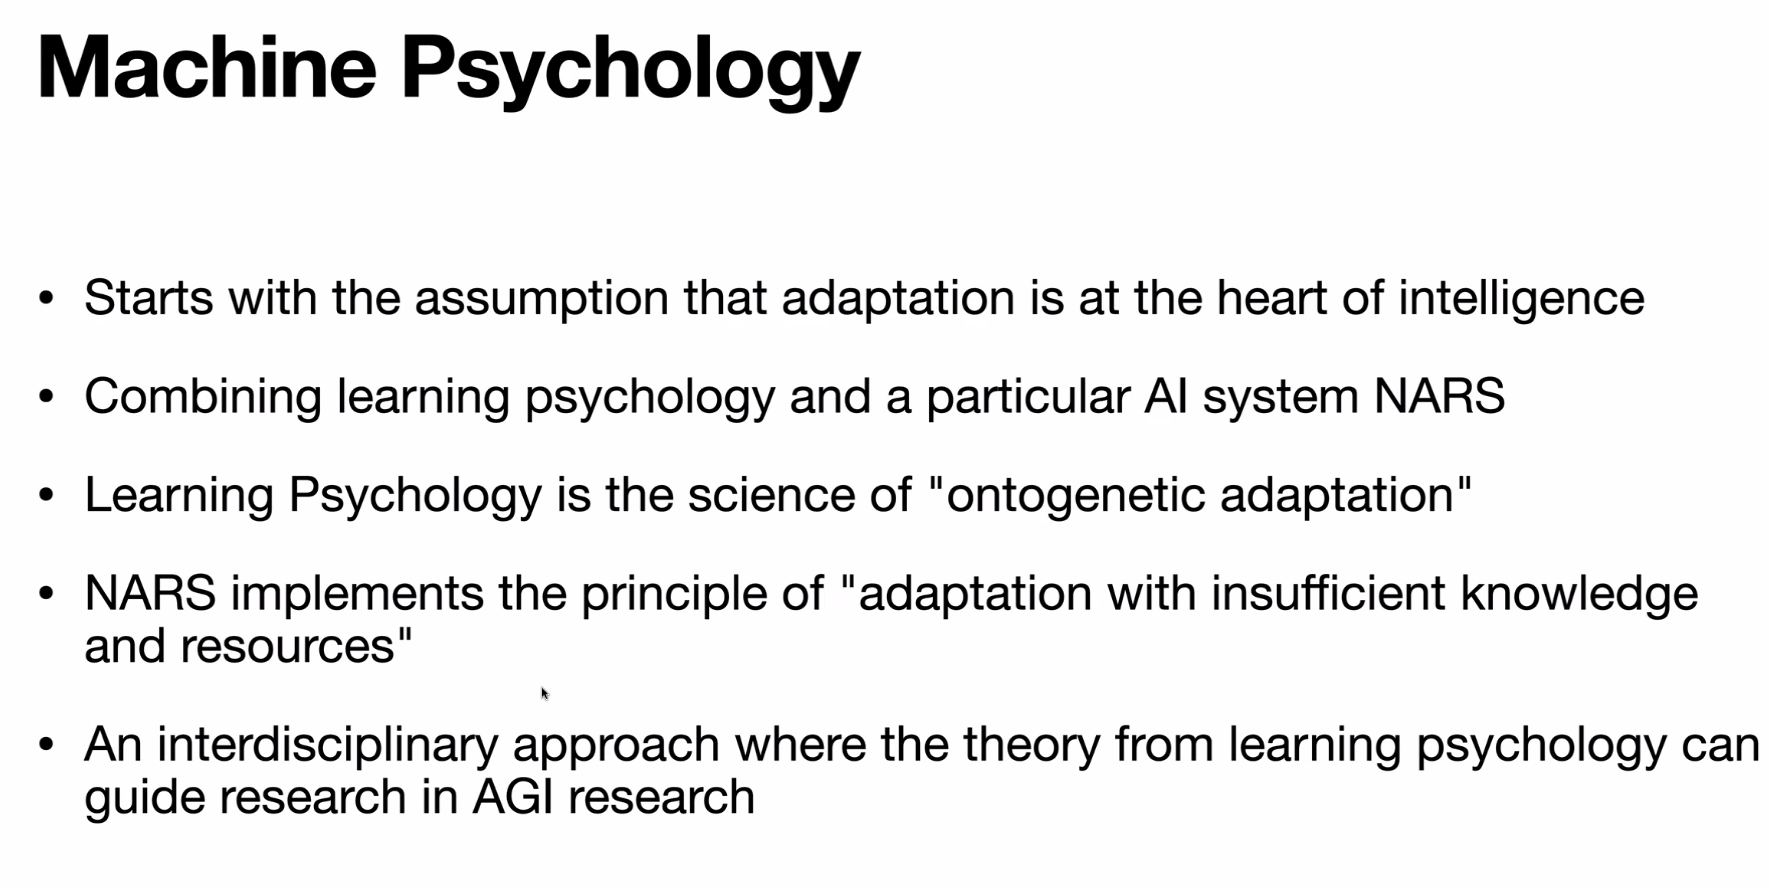 Machine Psychology
• Starts with the assumption that adaptation is at the heart of intelligence
• Combining learning psychology and a particular AI system NARS
• Learning Psychology is the science of "ontogenetic adaptation"
• NARS implements the principle of "adaptation with insufficient knowledge
and resources"
• An interdisciplinary approach where the theory from learning psychology can
guide research in AGI research